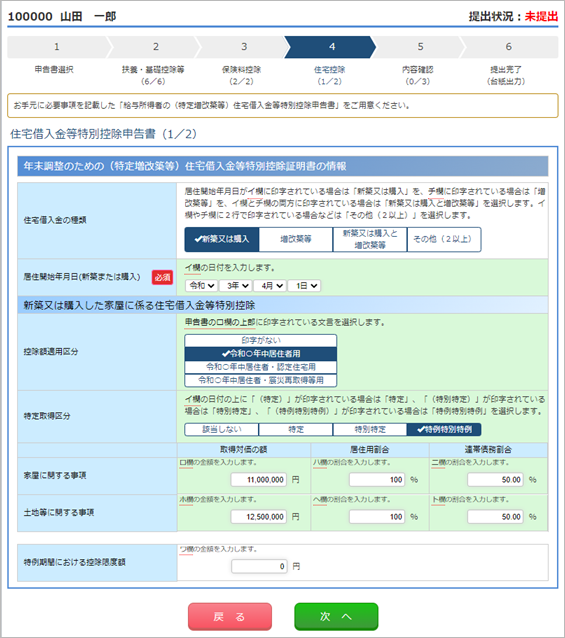 100000 山田 一郎
提出状況：未提出
1 2 3 4 5 6
申告書選択 扶養・基礎控除等 保険料控除 住宅控除 内容確認 提出完了
（6／6） （2／2） （1／2） （0／3） （台紙出力）
お手元に必要事項を記載した「給与所得者の（特定増改築等）住宅借入金等特別控除申告書」をご用意ください。
住宅借入金等特別控除申告書（1／2）
年末調整のための（特定増改築等）住宅借入金等特別控除証明書の情報
住宅借入金の種類
居住開始年月日がイ欄に印字されている場合は「新築又は購入」を、チ欄に印字されている場合は「増
改築等」を、イ欄とチ欄の両方に印字されている場合は「新築又は購入と増改築等」を選択します。イ
欄やチ欄に２行で印字されている場合などは「その他（２以上）」を選択します。
✔新築又は購入 増改築等 新築又は購入と
増改築等 その他（２以上）
居住開始年月日(新築または購入) 必須
イ欄の日付を入力します。
令和 3年 4月 1日
新築又は購入した家屋に係る住宅借入金等特別控除
控除額適用区分
申告書のロ欄の上部に印字されている文言を選択します。
印字がない
✔令和○年中居住者用
令和○年中居住者・認定住宅用
令和○年中居住者・震災再取得等用
特定取得区分
イ欄の日付の上に「（特定）」が印字されている場合は「特定」、「（特別特定）」が印字されている
場合は「特別特定」、「（特例特別特例）」が印字されている場合は「特例特別特例」を選択します。
該当しない 特定 特別特定 ✔特例特別特例
取得対価の額 居住用割合 連帯債務割合
家屋に関する事項
ロ欄の金額を入力します。 ハ欄の割合を入力します。 ニ欄の割合を入力します。
11,000,000 円 100 % 50.00 %
土地等に関する事項
ホ欄の金額を入力します。 ヘ欄の割合を入力します。 ト欄の割合を入力します。
12,500,000 円 100 % 50.00 %
特例期間における控除限度額
ワ欄の金額を入力します。
0 円
戻 る 次 へ